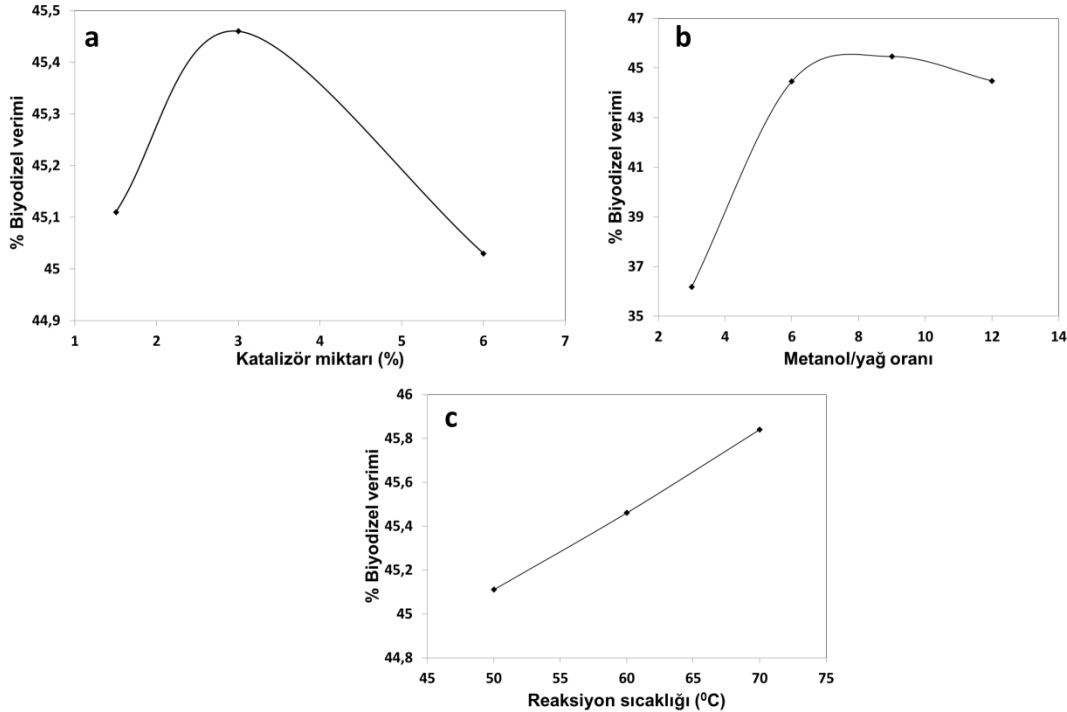 a
% Biyodizel verimi
45,5
45,4
45,3
45,2
45,1
45
44,9
1 2 3 4 5 6 7
Katalizör miktarı (%)
b
% Biyodizel verimi
47
45
43
41
39
37
35
2 4 6 8 10 12 14
Metanol/yağ oranı
c
% Biyodizel verimi
46
45,8
45,6
45,4
45,2
45
44,8
45 50 55 60 65 70 75
Reaksiyon sıcaklığı (⁰C)